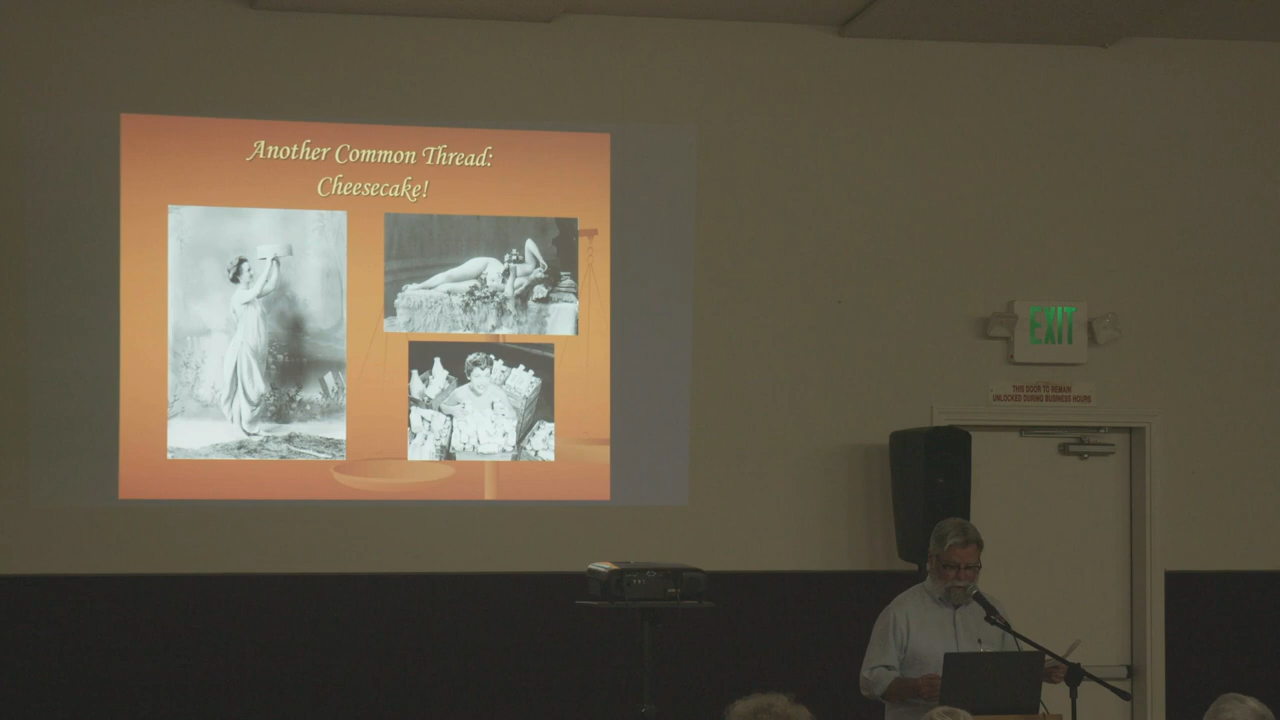 Another Common Thread:
Cheesecake!
EXIT
THIS DOOR TO REMAIN
UNLOCKED DURING BUSINESS HOURS